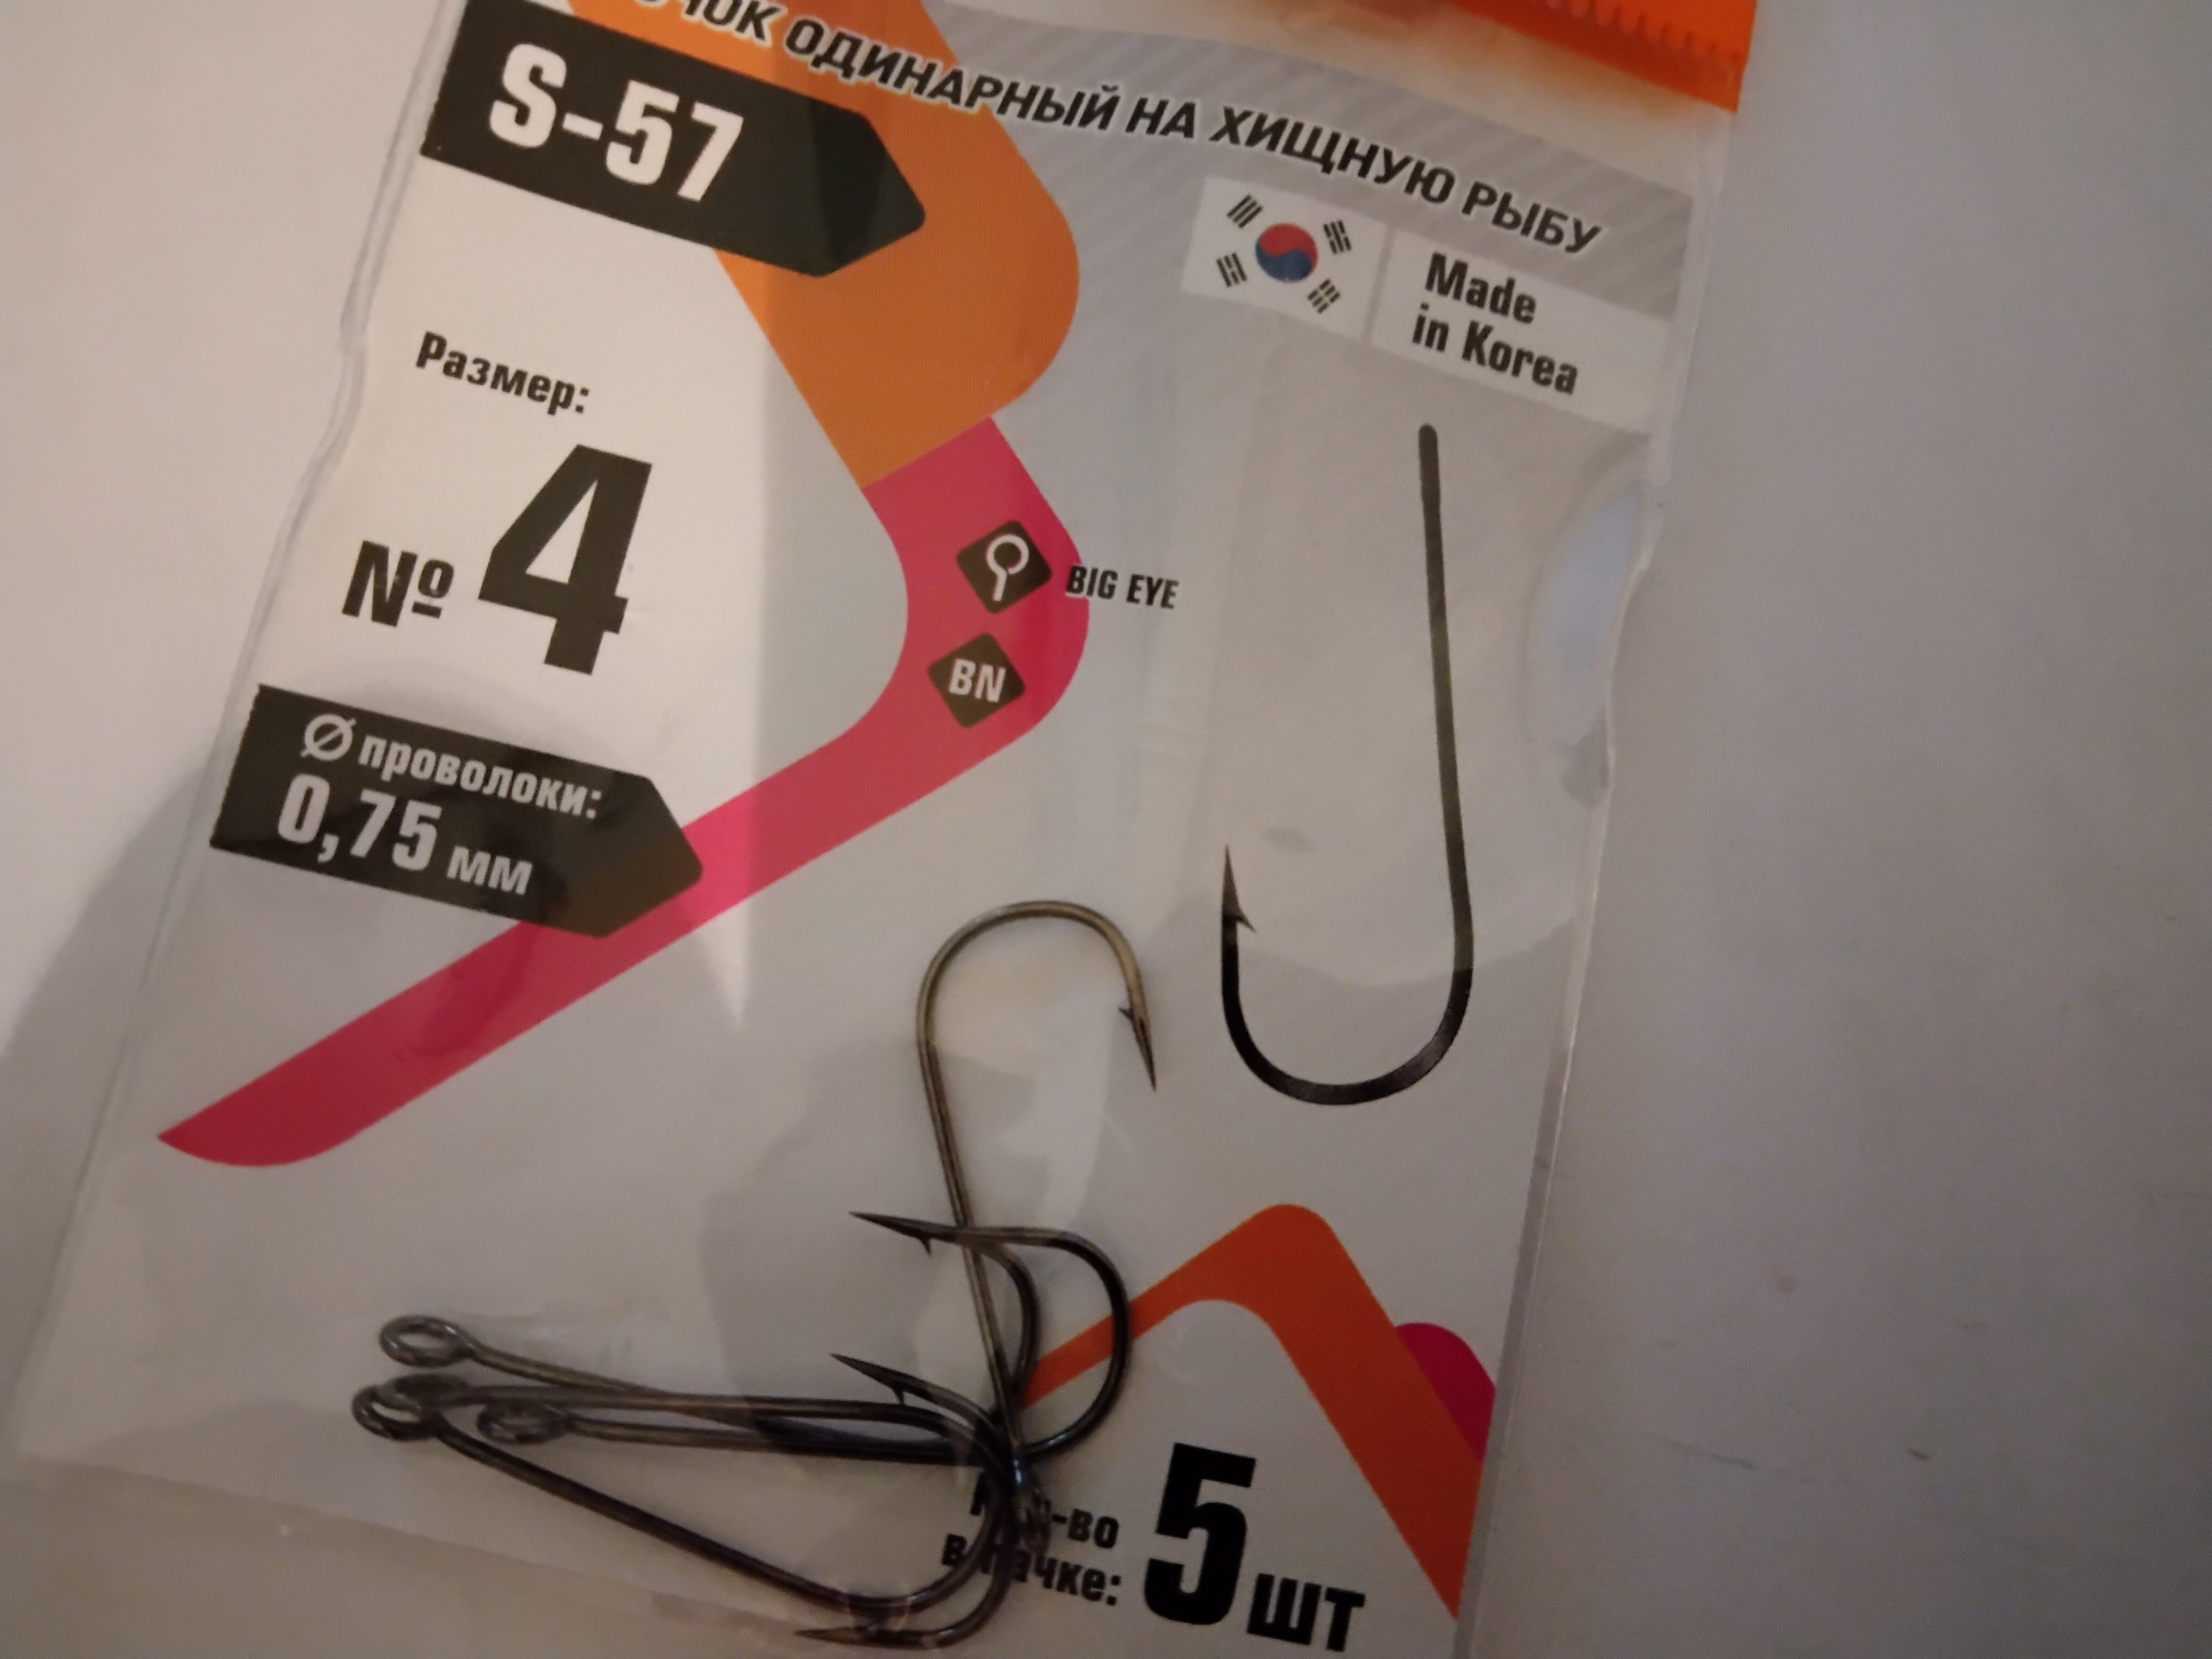 ОДИНАРНЫЙ НА ХИЩНУЮ РЫБУ
S-57
Made
in Korea
Размер:
№ 4
BIG EYE
BN
Ø проволоки:
0,75 мм
5 шт